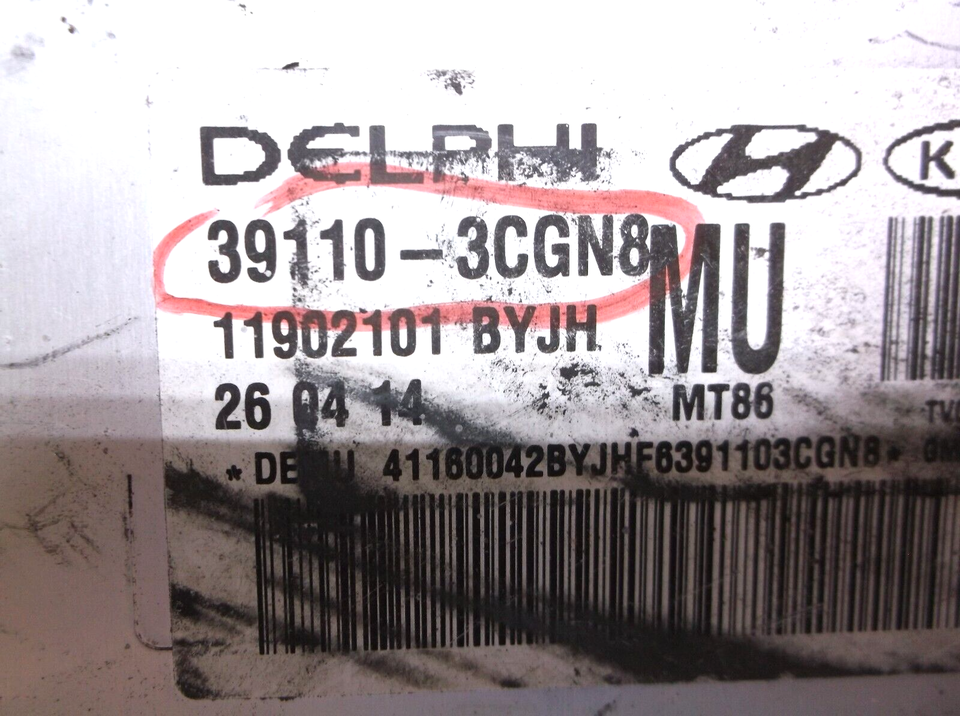 DELPHI
39110-3CGN8
MU
11902101 BYJH
26 04 14
MT86
41160042BYJHF6391103CGN8*